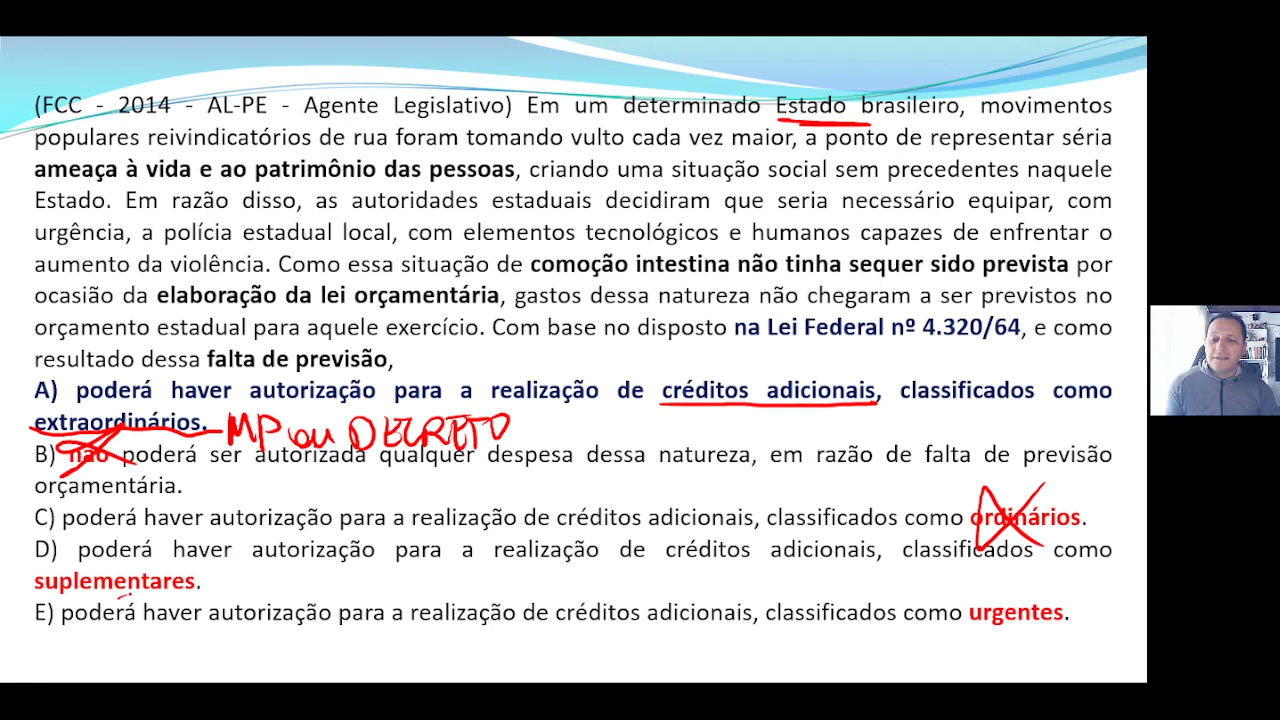 (FCC - 2014 - AL-PE - Agente Legislativo) Em um determinado Estado brasileiro, movimentos
populares reivindicatórios de rua foram tomando vulto cada vez maior, a ponto de representar séria
ameaça à vida e ao patrimônio das pessoas, criando uma situação social sem precedentes naquele
Estado. Em razão disso, as autoridades estaduais decidiram que seria necessário equipar, com
urgência, a polícia estadual local, com elementos tecnológicos e humanos capazes de enfrentar o
aumento da violência. Como essa situação de comoção intestina não tinha sequer sido prevista por
ocasião da elaboração da lei orçamentária, gastos dessa natureza não chegaram a ser previstos no
orçamento estadual para aquele exercício. Com base no disposto na Lei Federal nº 4.320/64, e como
resultado dessa falta de previsão,
A) poderá haver autorização para a realização de créditos adicionais, classificados como
extraordinários. MP ou DECRETO
B) não poderá ser autorizada qualquer despesa dessa natureza, em razão de falta de previsão
orçamentária.
C) poderá haver autorização para a realização de créditos adicionais, classificados como ordinários.
D) poderá haver autorização para a realização de créditos adicionais, classificados como
suplementares.
E) poderá haver autorização para a realização de créditos adicionais, classificados como urgentes.